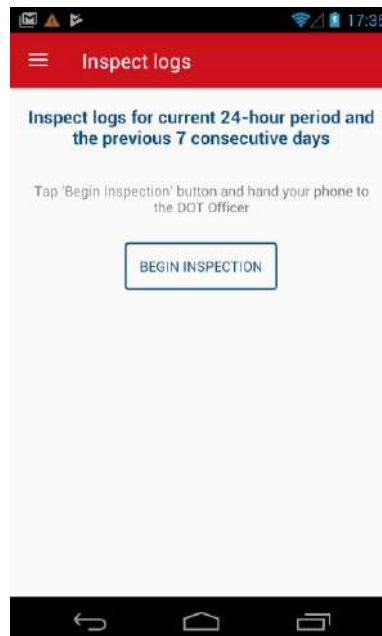 17:35
Inspect logs
Inspect logs for current 24-hour period and
the previous 7 consecutive days
Tap 'Begin Inspection' button and hand your phone to
the DOT Officer
BEGIN INSPECTION